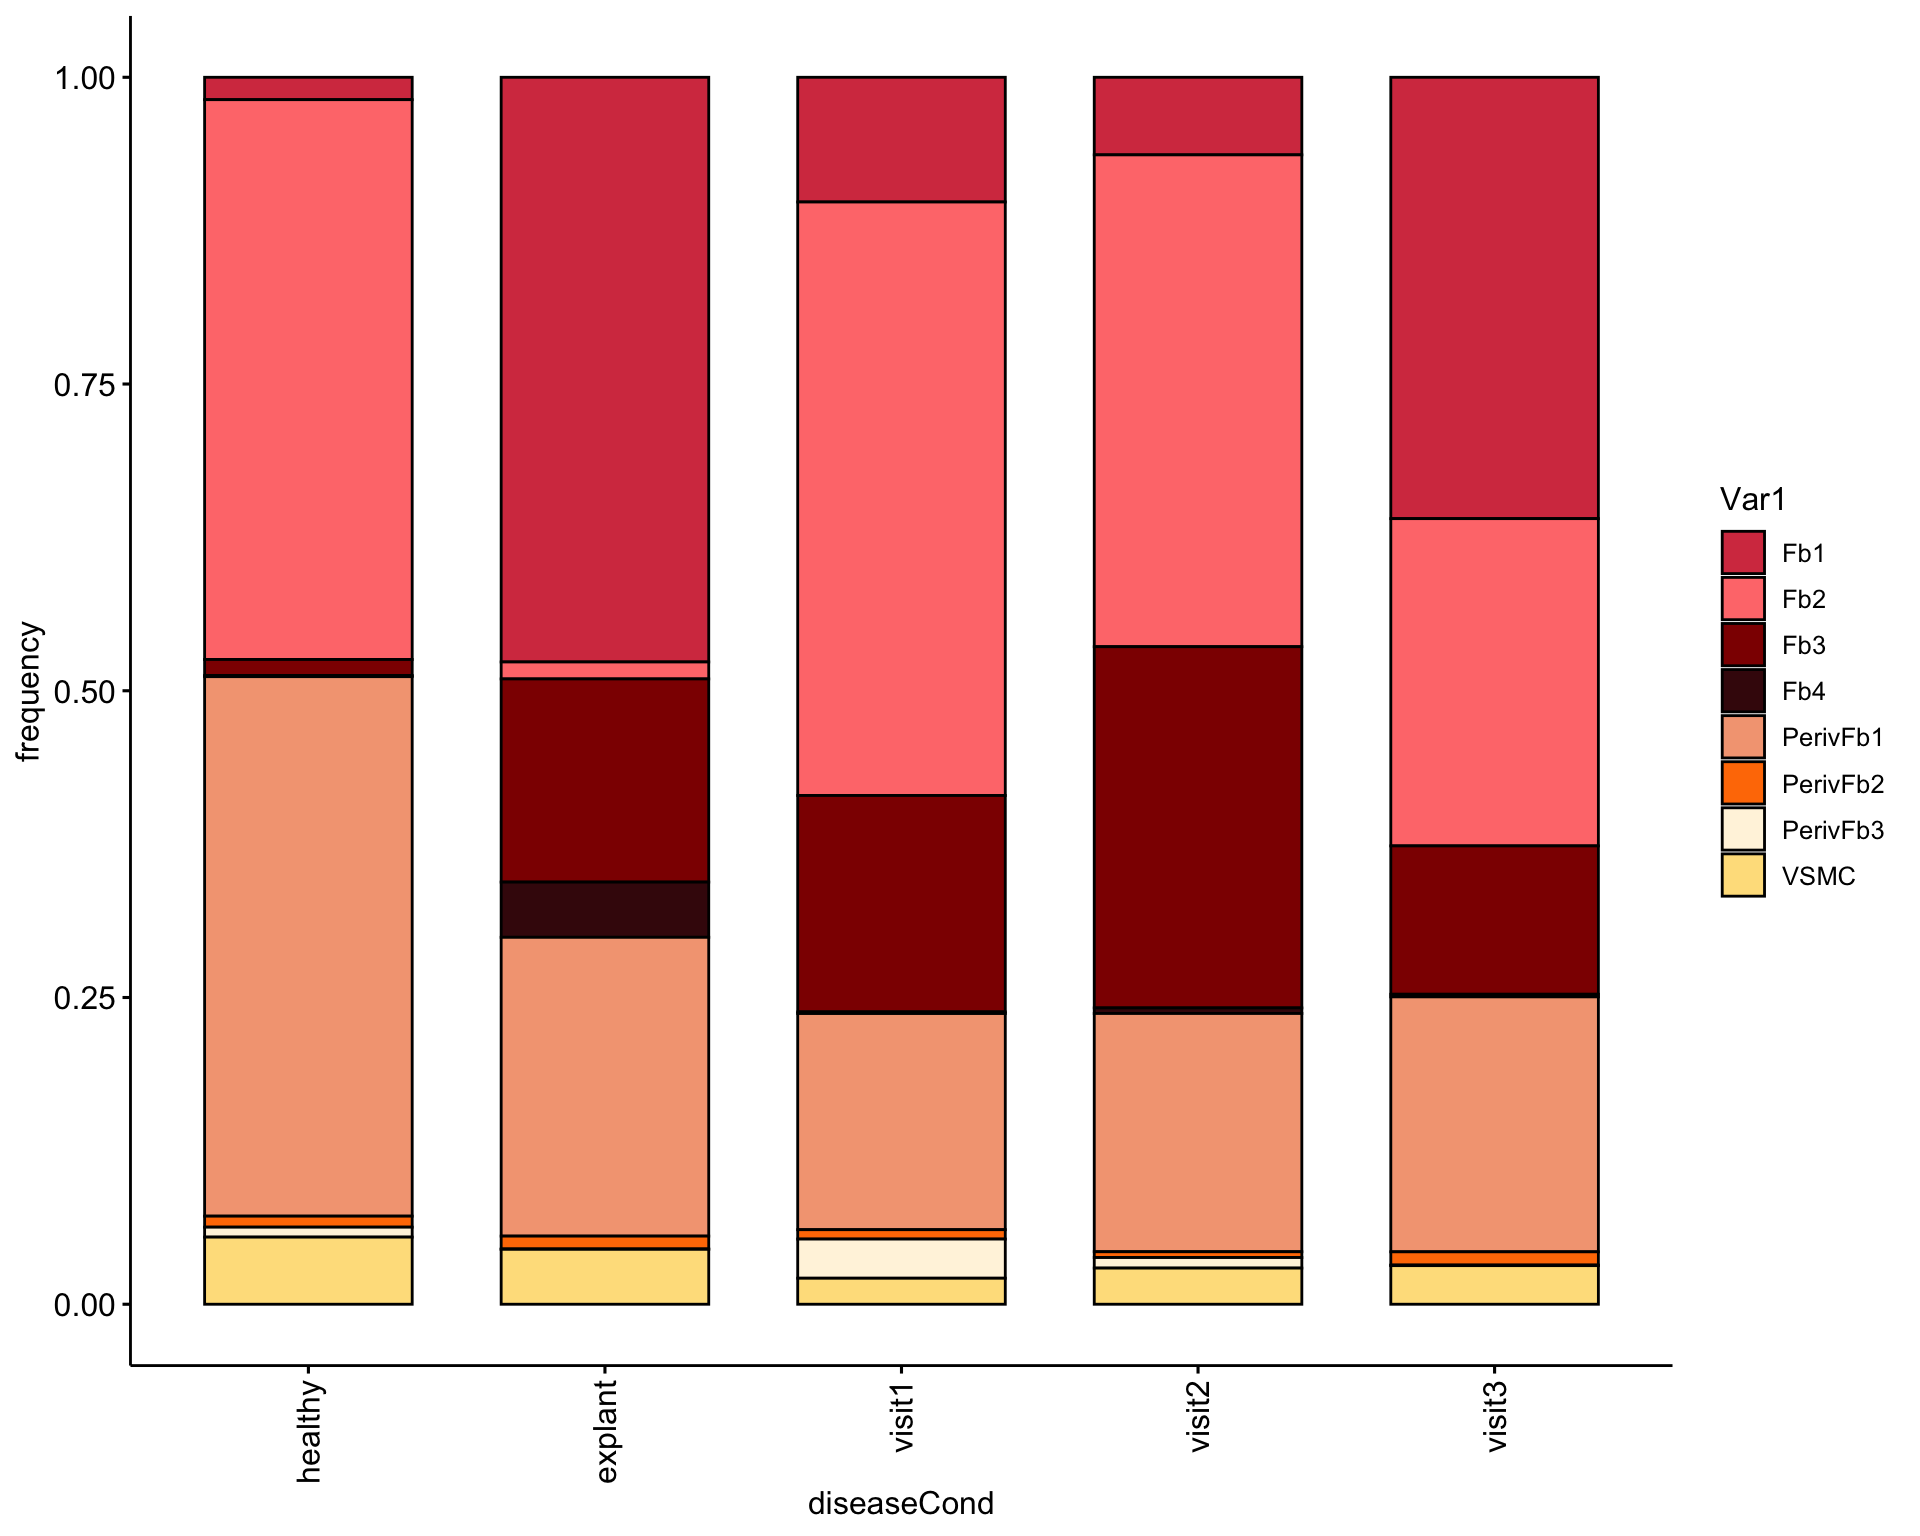 1.00
0.75
0.50
0.25
0.00
frequency
healthy
explant
visit1
visit2
visit3
diseaseCond
Var1
Fb1
Fb2
Fb3
Fb4
PerivFb1
PerivFb2
PerivFb3
VSMC